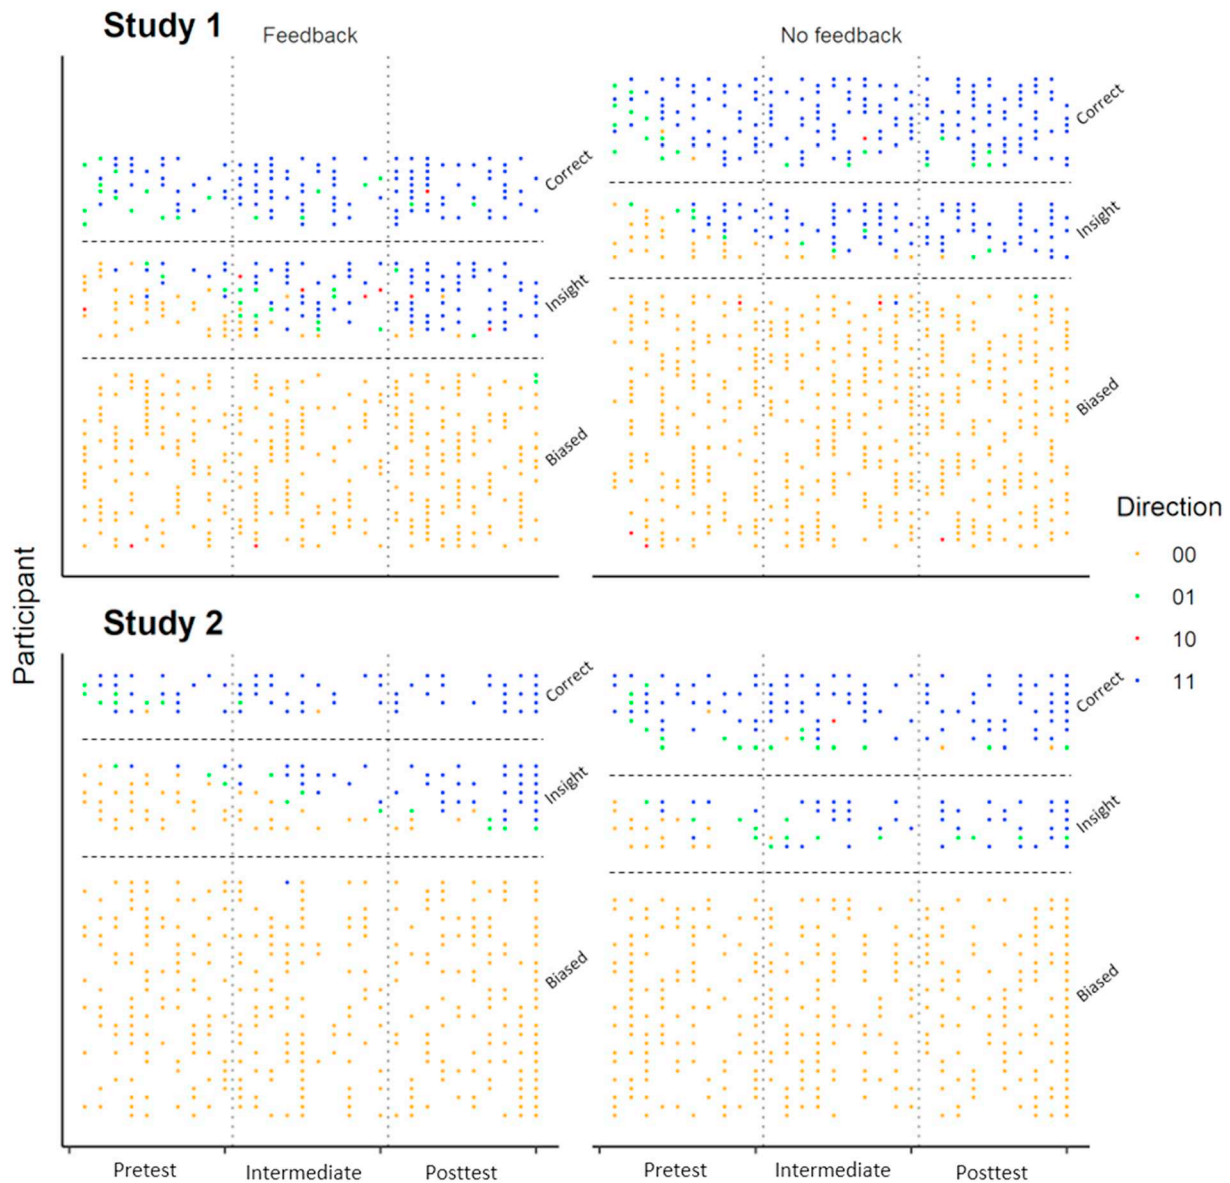 Study 1
Feedback
No feedback
Correct
Insight
Biased
Correct
Insight
Biased
Participant
Direction
00
01
10
11
Study 2
Correct
Insight
Biased
Correct
Insight
Biased
Pretest Intermediate Posttest
Pretest Intermediate Posttest